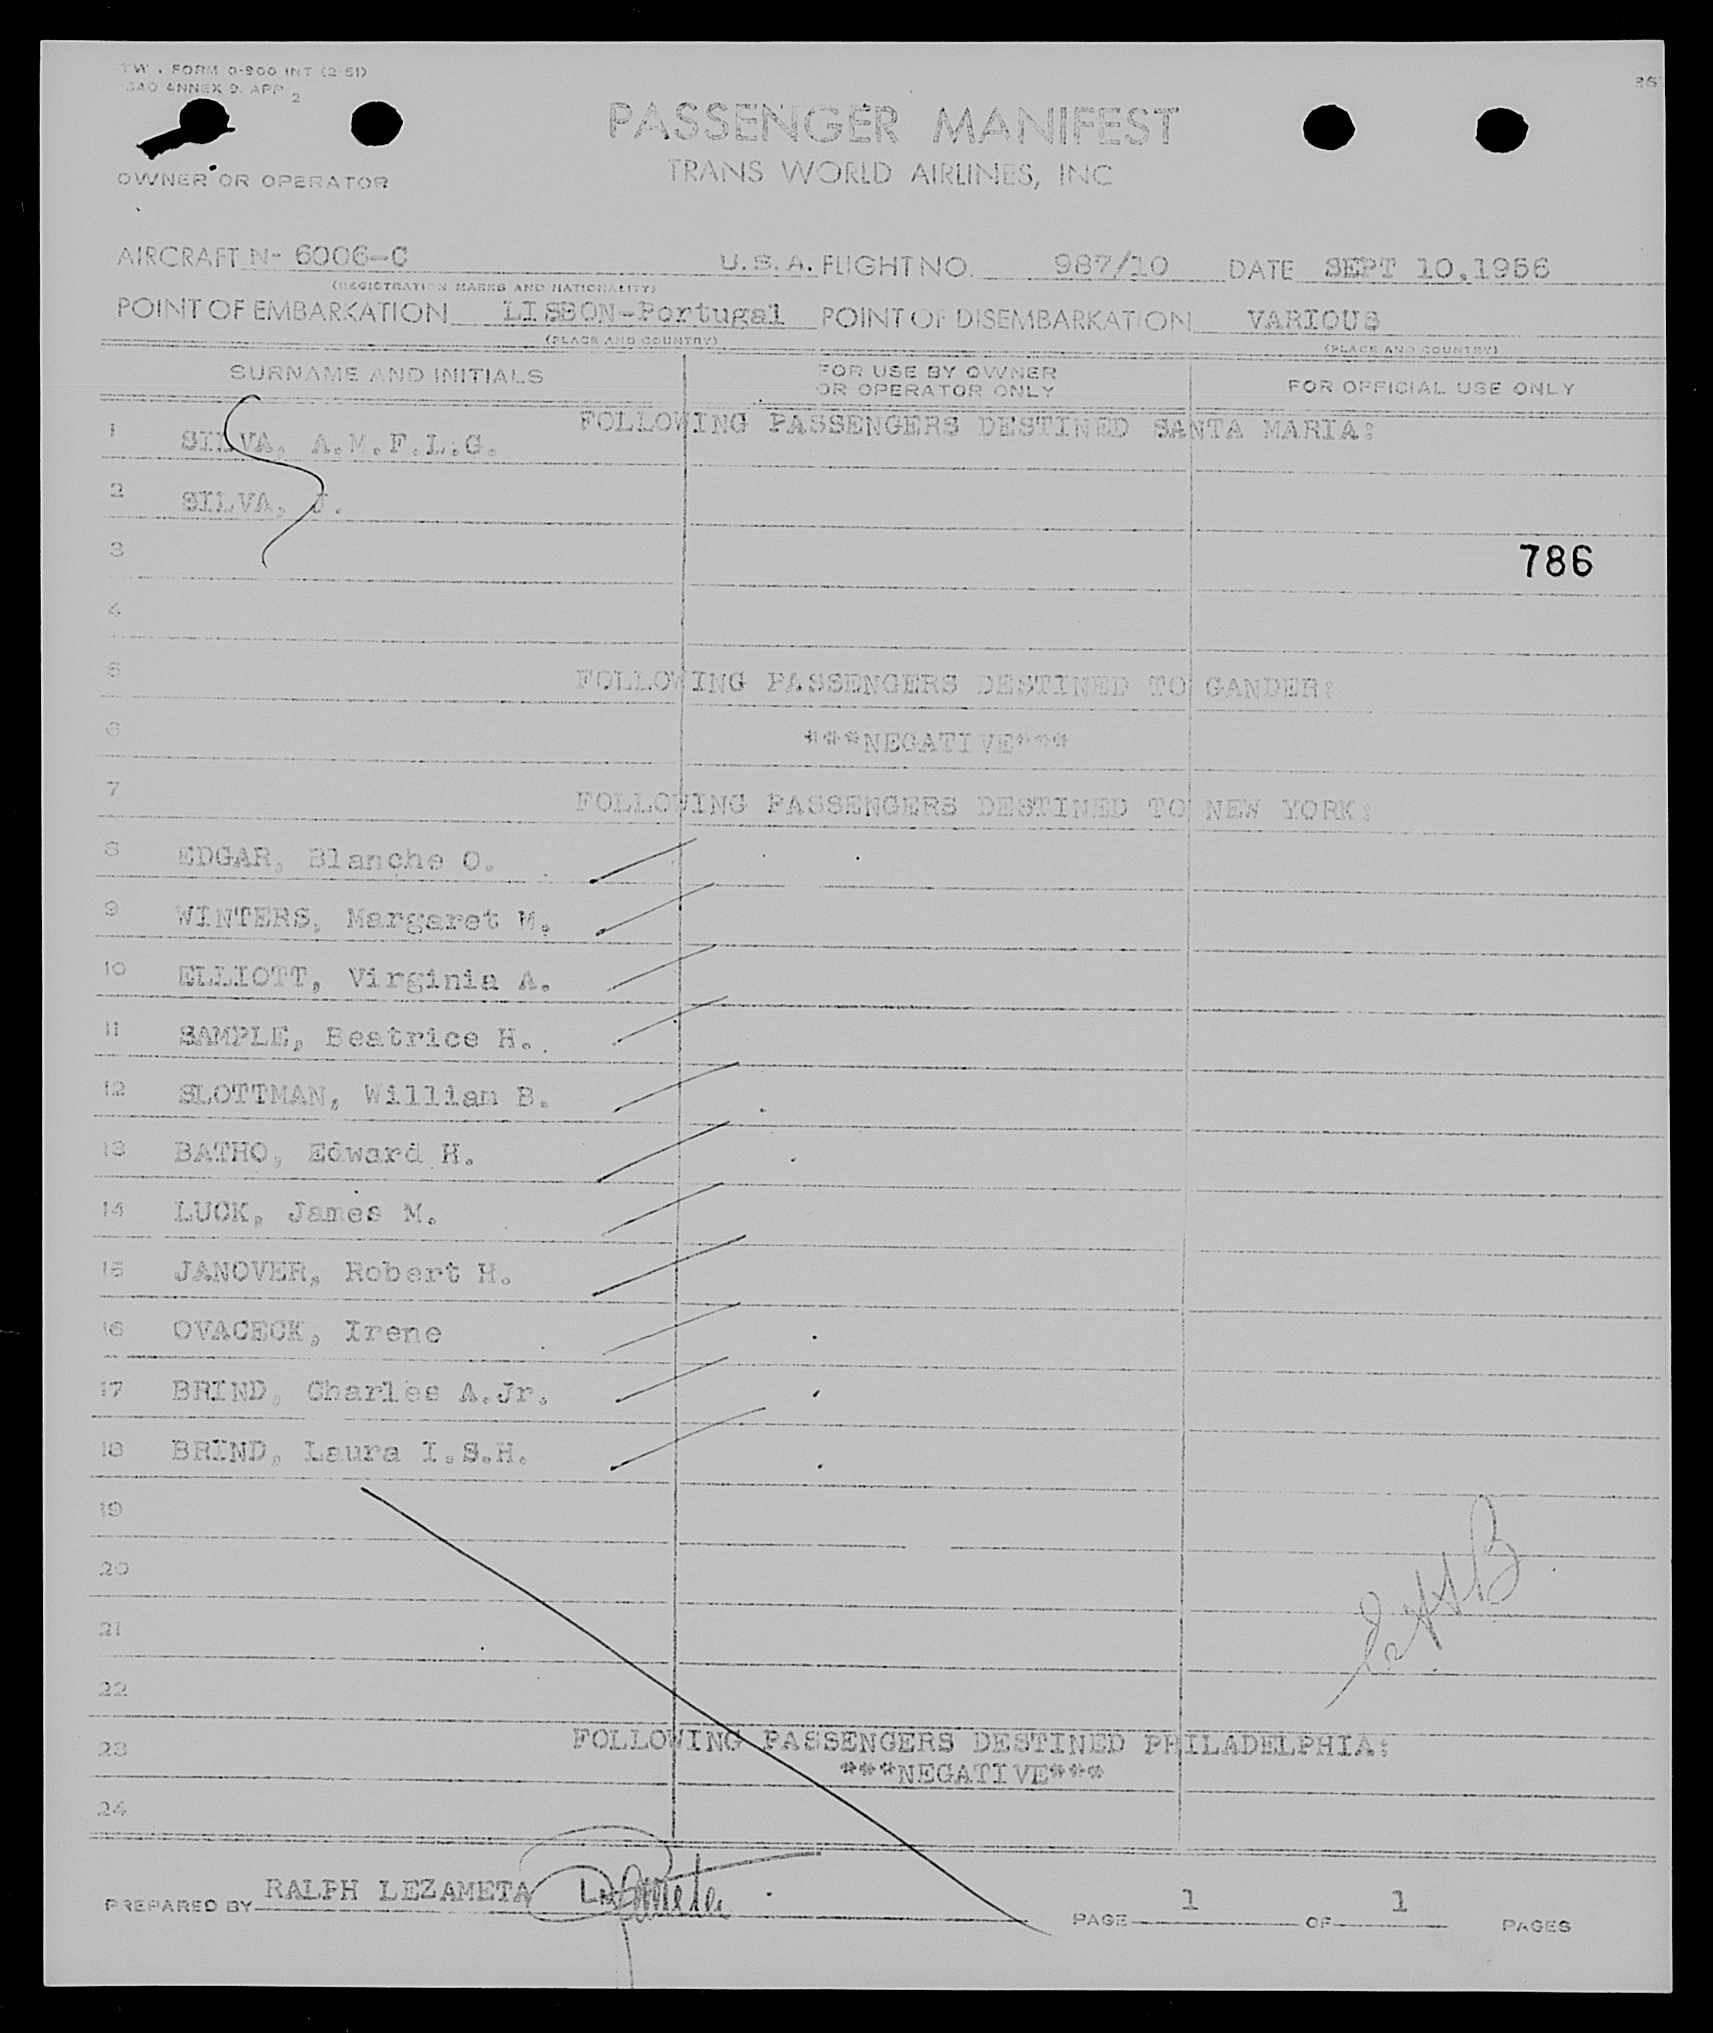 TW. FORM O-900 INT (2-51)
ICAO ANNEX 9. APP 2
PASSENGER MANIFEST
TRANS WORLD AIRLINES, INC
OWNER OR OPERATOR
AIRCRAFT N- 6006-C U.S.A. FLIGHT NO. 987/10 DATE SEPT 10,1956
(REGISTRATION MARKS AND NATIONALITY)
POINT OF EMBARKATION LISBON-Portugal POINT OF DISEMBARKATION VARIOUS
(PLACE AND COUNTRY) (PLACE AND COUNTRY)
SURNAME AND INITIALS FOR USE BY OWNER OR OPERATOR ONLY FOR OFFICIAL USE ONLY
FOLLOWING PASSENGERS DESTINED SANTA MARIA:
1 SILVA, A.M.F.L.G.
2 SILVA, J.
3 786
4
5 FOLLOWING PASSENGERS DESTINED TO GANDER:
6 ***NEGATIVE***
7 FOLLOWING PASSENGERS DESTINED TO NEW YORK:
8 EDGAR, Blanche O.
9 WINTERS, Margaret M.
10 ELLIOTT, Virginia A.
11 SAMPLE, Beatrice H.
12 SLOTTMAN, William B.
13 BATHO, Edward H.
14 LUCK, James M.
15 JANOVER, Robert H.
16 OVACECK, Irene
17 BRIND, Charles A.Jr.
18 BRIND, Laura I.S.H.
19
20
21
22
23 FOLLOWING PASSENGERS DESTINED PHILADELPHIA:
***NEGATIVE***
24
PREPARED BY RALPH LEZAMETA PAGE 1 OF 1 PAGES